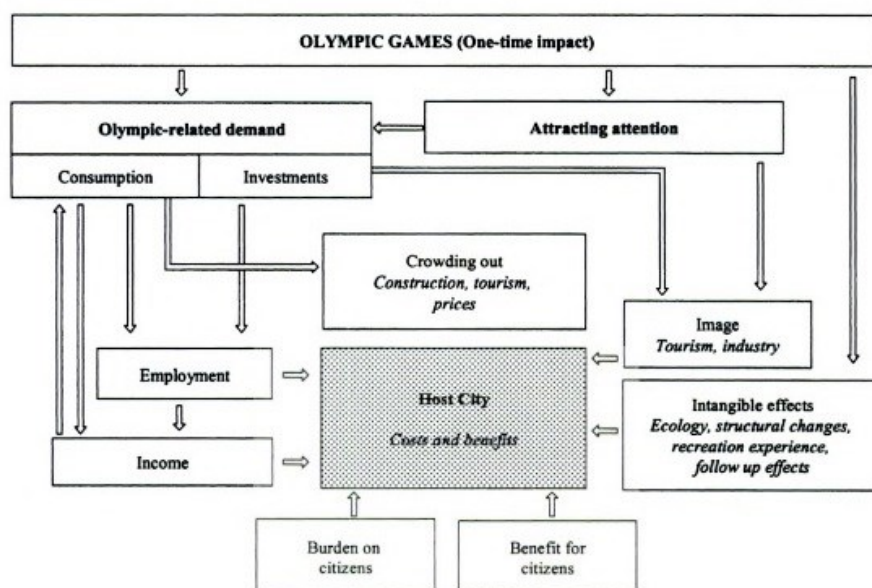 OLYMPIC GAMES (One-time impact)
Olympic-related demand
Attracting attention
Consumption
Investments
Crowding out
Construction, tourism,
prices
Image
Tourism, industry
Employment
Host City
Costs and benefits
Intangible effects
Ecology, structural changes,
recreation experience,
follow up effects
Income
Burden on
citizens
Benefit for
citizens